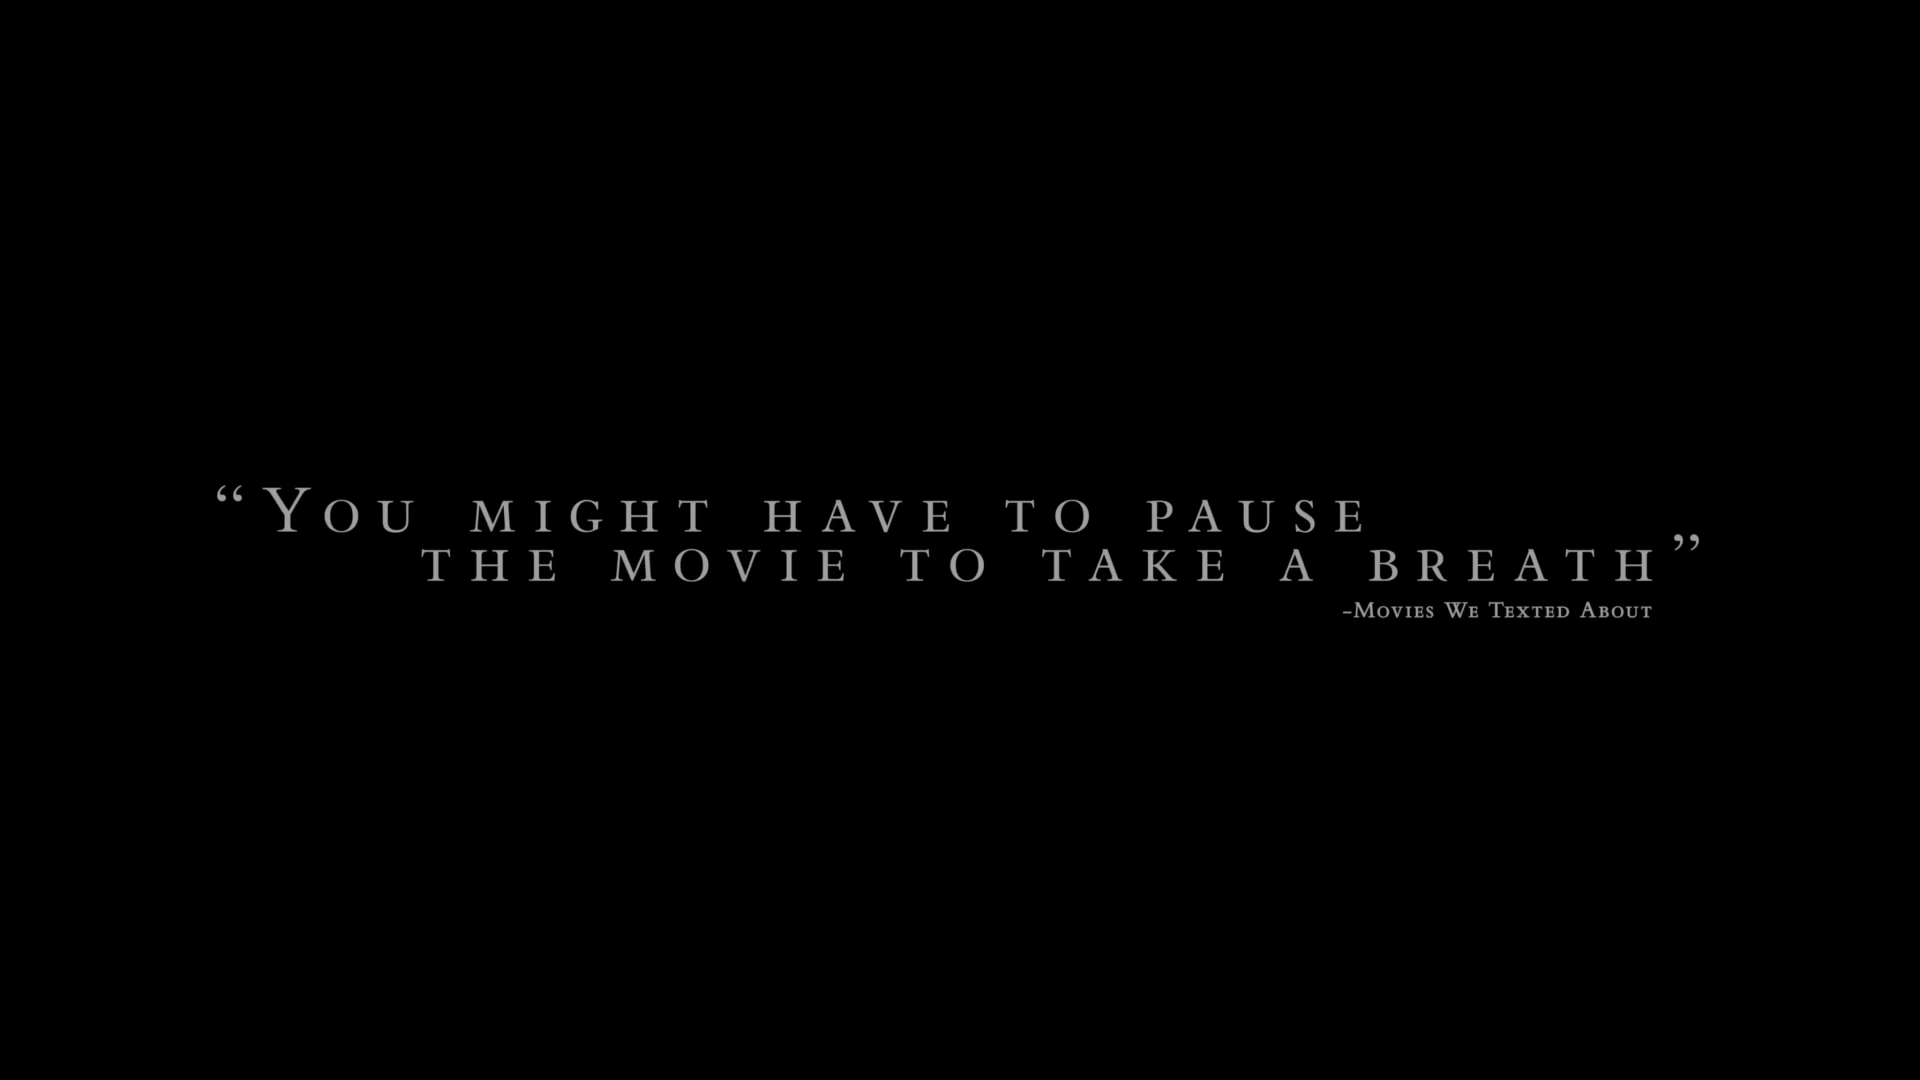 “You might have to pause
the movie to take a breath”
–Movies We Texted About